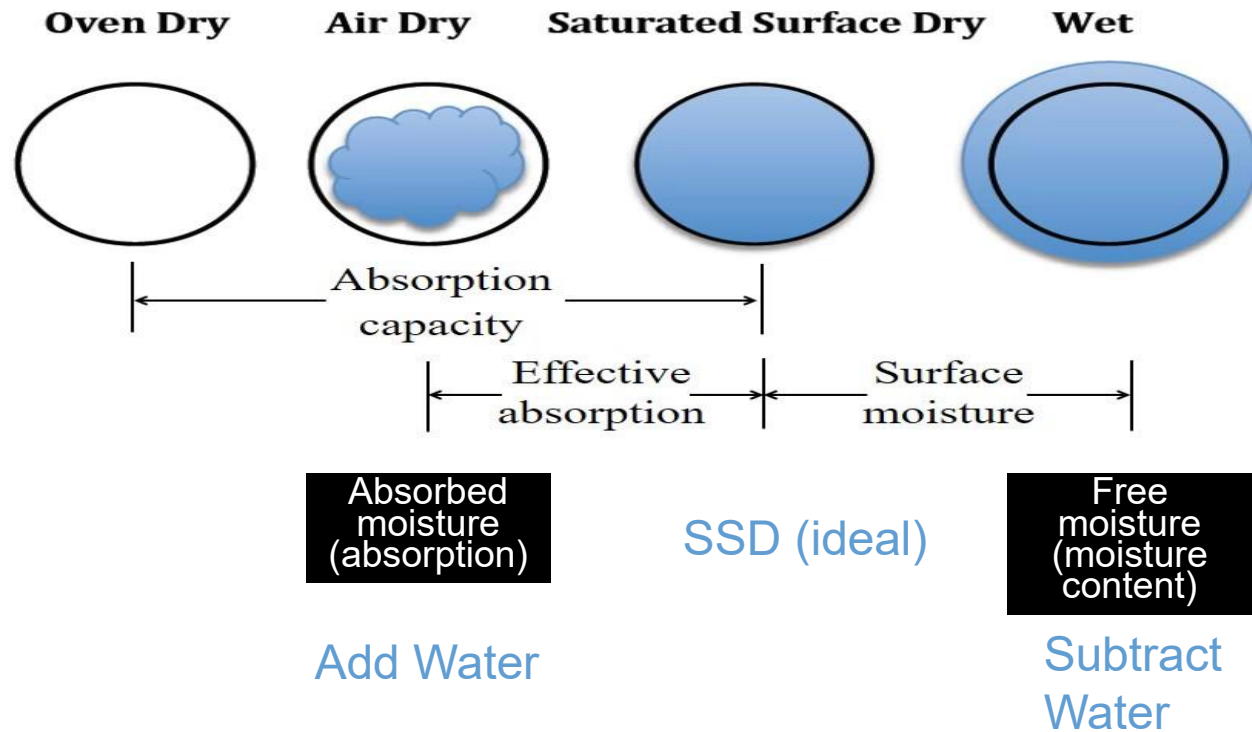 Oven Dry Air Dry Saturated Surface Dry Wet
Absorption
capacity
Effective
absorption
Surface
moisture
Absorbed
moisture
(absorption)
SSD (ideal)
Free
moisture
(moisture
content)
Add Water
Subtract
Water